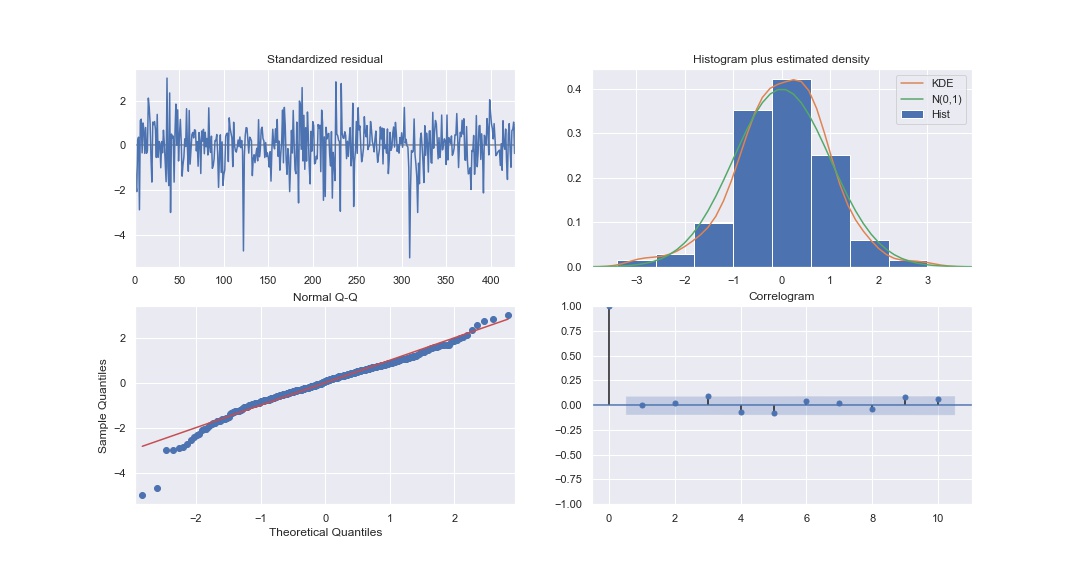 Standardized residual
2
0
−2
−4
0 50 100 150 200 250 300 350 400
Histogram plus estimated density
KDE
N(0,1)
Hist
0.4
0.3
0.2
0.1
0.0
−3 −2 −1 0 1 2 3
Normal Q-Q
Sample Quantiles
2
0
−2
−4
−2 −1 0 1 2
Theoretical Quantiles
Correlogram
1.00
0.75
0.50
0.25
0.00
−0.25
−0.50
−0.75
−1.00
0 2 4 6 8 10